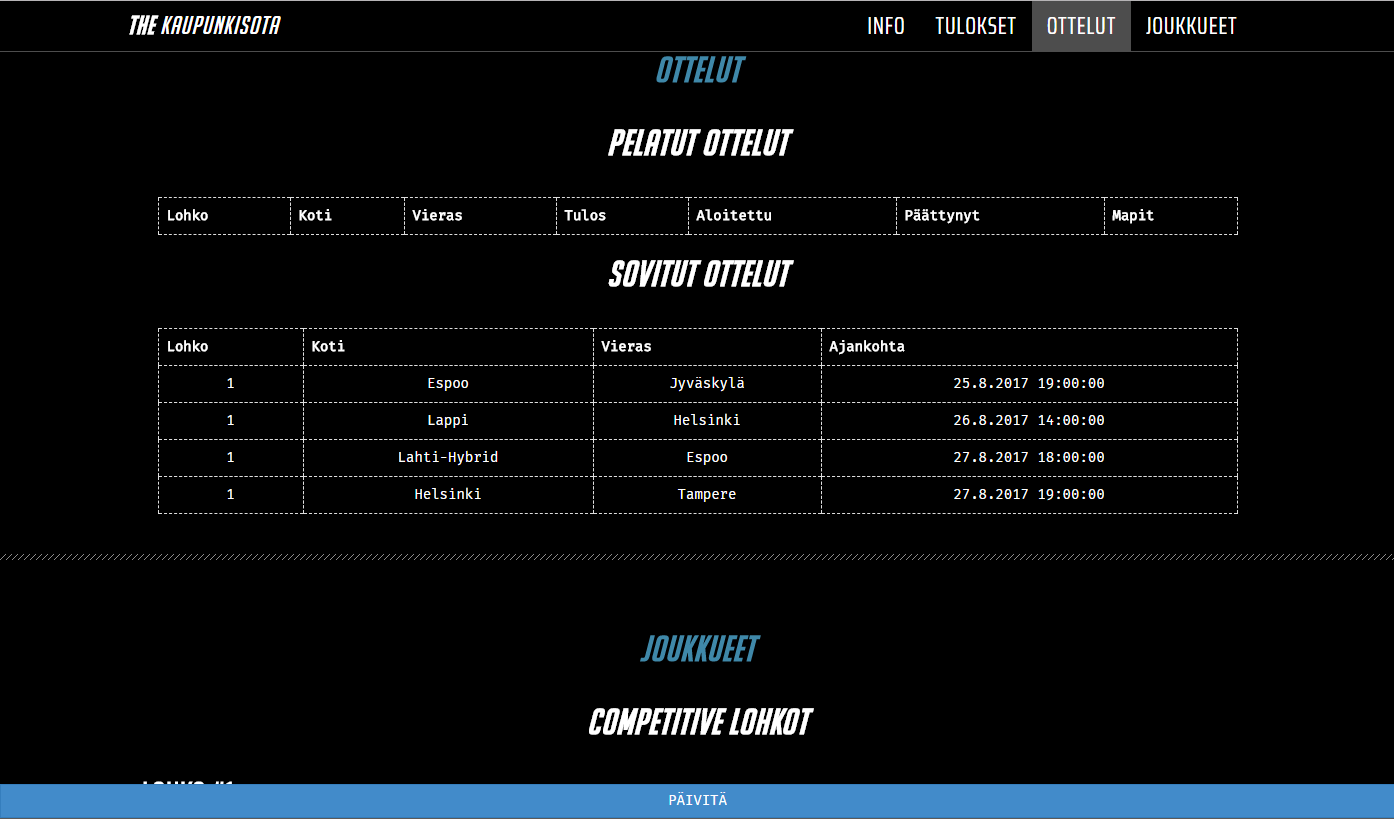 THE KAUPUNKISOTA INFO TULOKSET OTTELUT JOUKKUEET
OTTELUT
PELATUT OTTELUT
Lohko Koti Vieras Tulos Aloitettu Päättynyt Mapit
SOVITUT OTTELUT
Lohko Koti Vieras Ajankohta
1 Espoo Jyväskylä 25.8.2017 19:00:00
1 Lappi Helsinki 26.8.2017 14:00:00
1 Lahti-Hybrid Espoo 27.8.2017 18:00:00
1 Helsinki Tampere 27.8.2017 19:00:00
JOUKKUEET
COMPETITIVE LOHKOT
PÄIVITÄ